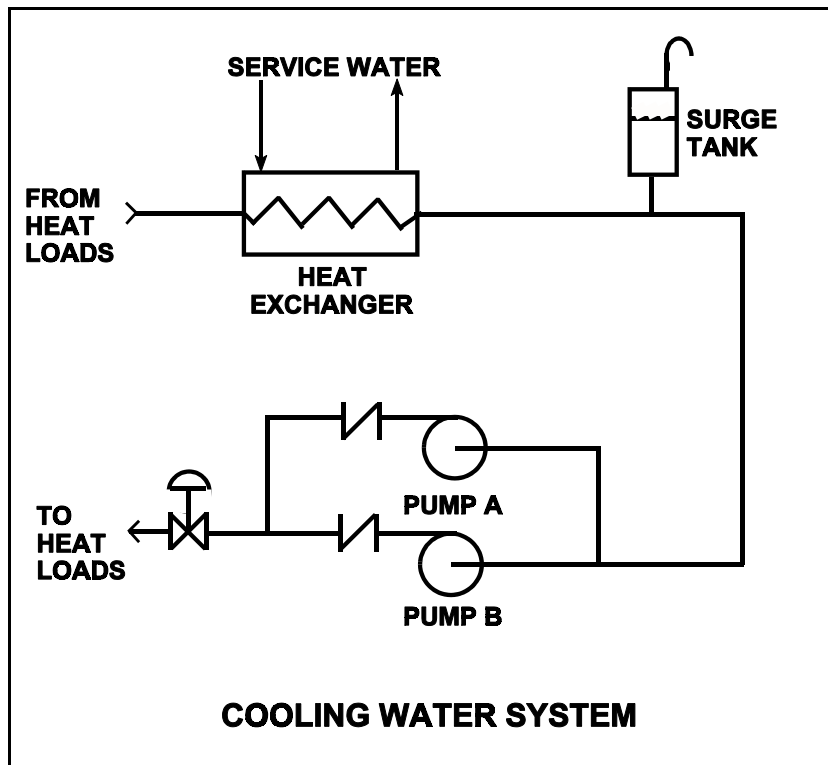 SERVICE WATER
SURGE
TANK
FROM
HEAT
LOADS
HEAT
EXCHANGER
PUMP A
TO
HEAT
LOADS
PUMP B
COOLING WATER SYSTEM